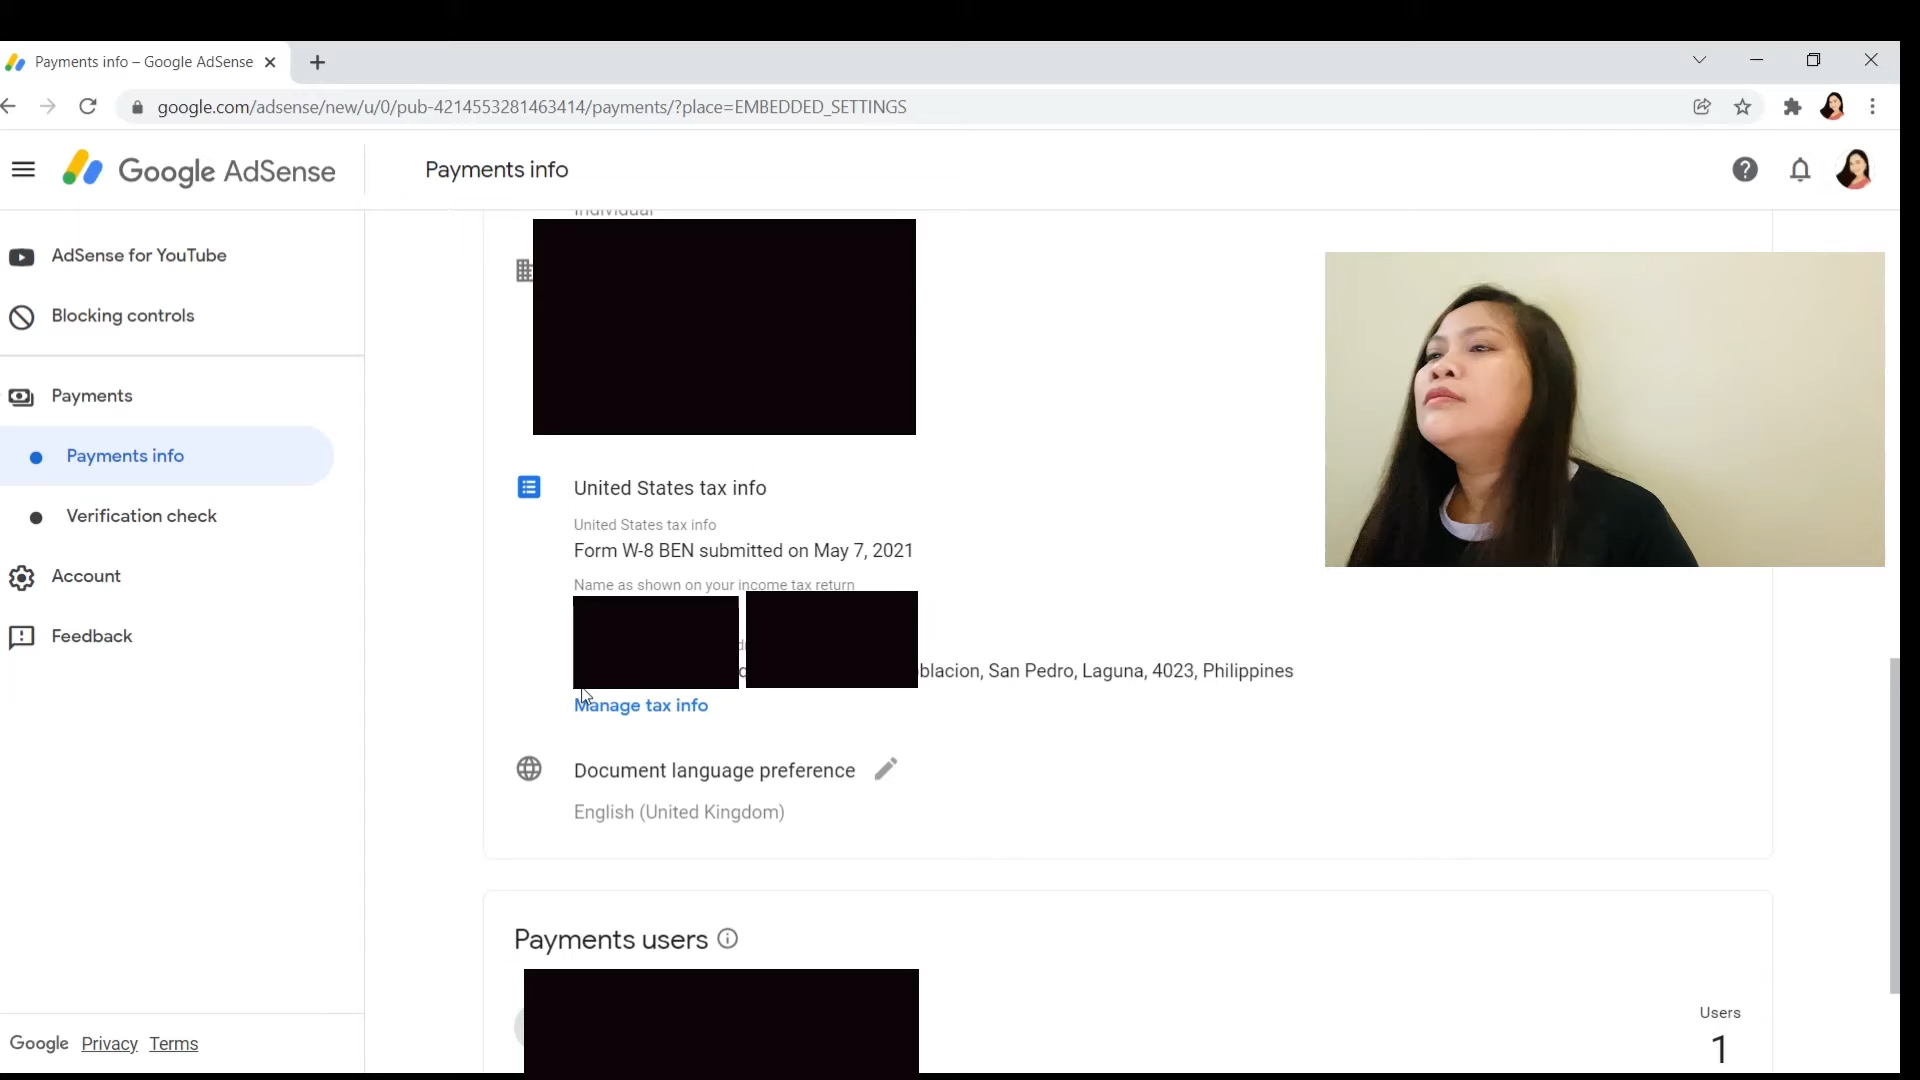 Payments info – Google AdSense
google.com/adsense/new/u/0/pub-4214553281463414/payments/?place=EMBEDDED_SETTINGS
Google AdSense
Payments info
AdSense for YouTube
Blocking controls
Payments
Payments info
Verification check
Account
Feedback
Google Privacy Terms
Individual
United States tax info
United States tax info
Form W-8 BEN submitted on May 7, 2021
Name as shown on your income tax return
oblacion, San Pedro, Laguna, 4023, Philippines
Manage tax info
Document language preference
English (United Kingdom)
Payments users
Users
1